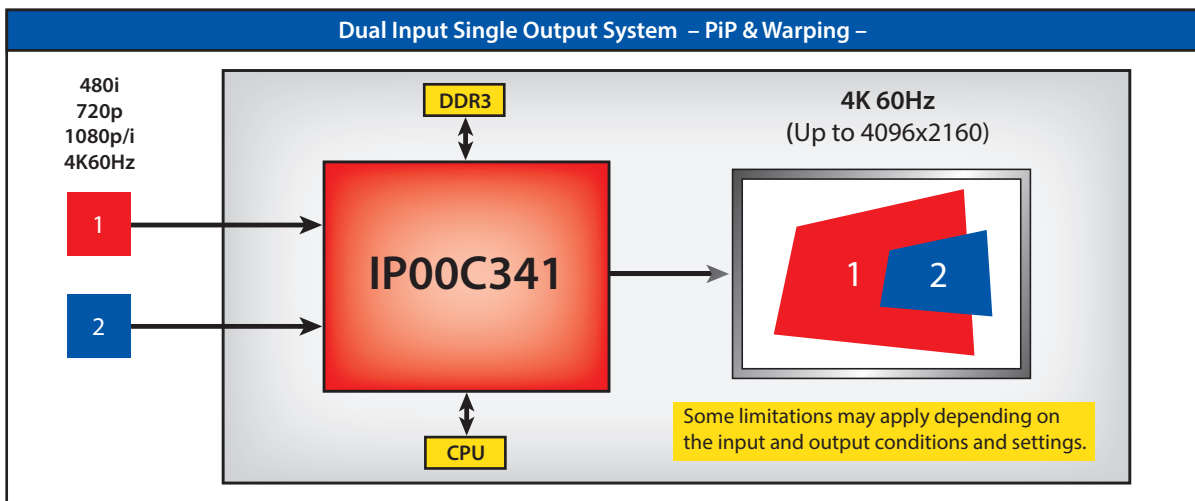 Dual Input Single Output System – PiP & Warping –
480i
720p
1080p/i
4K60Hz
1
2
DDR3
IP00C341
CPU
4K 60Hz
(Up to 4096x2160)
1
2
Some limitations may apply depending on
the input and output conditions and settings.